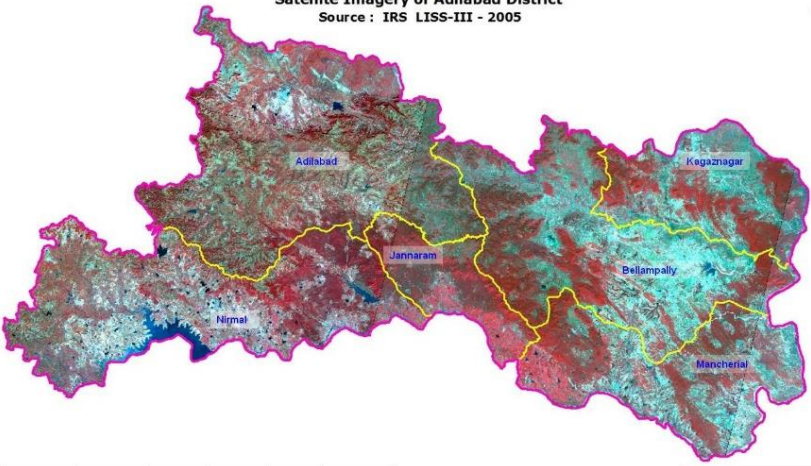 Satellite Imagery of Adilabad District
Source : IRS LISS-III - 2005
Adilabad
Kagaznagar
Jannaram
Bellampally
Nirmal
Mancherial